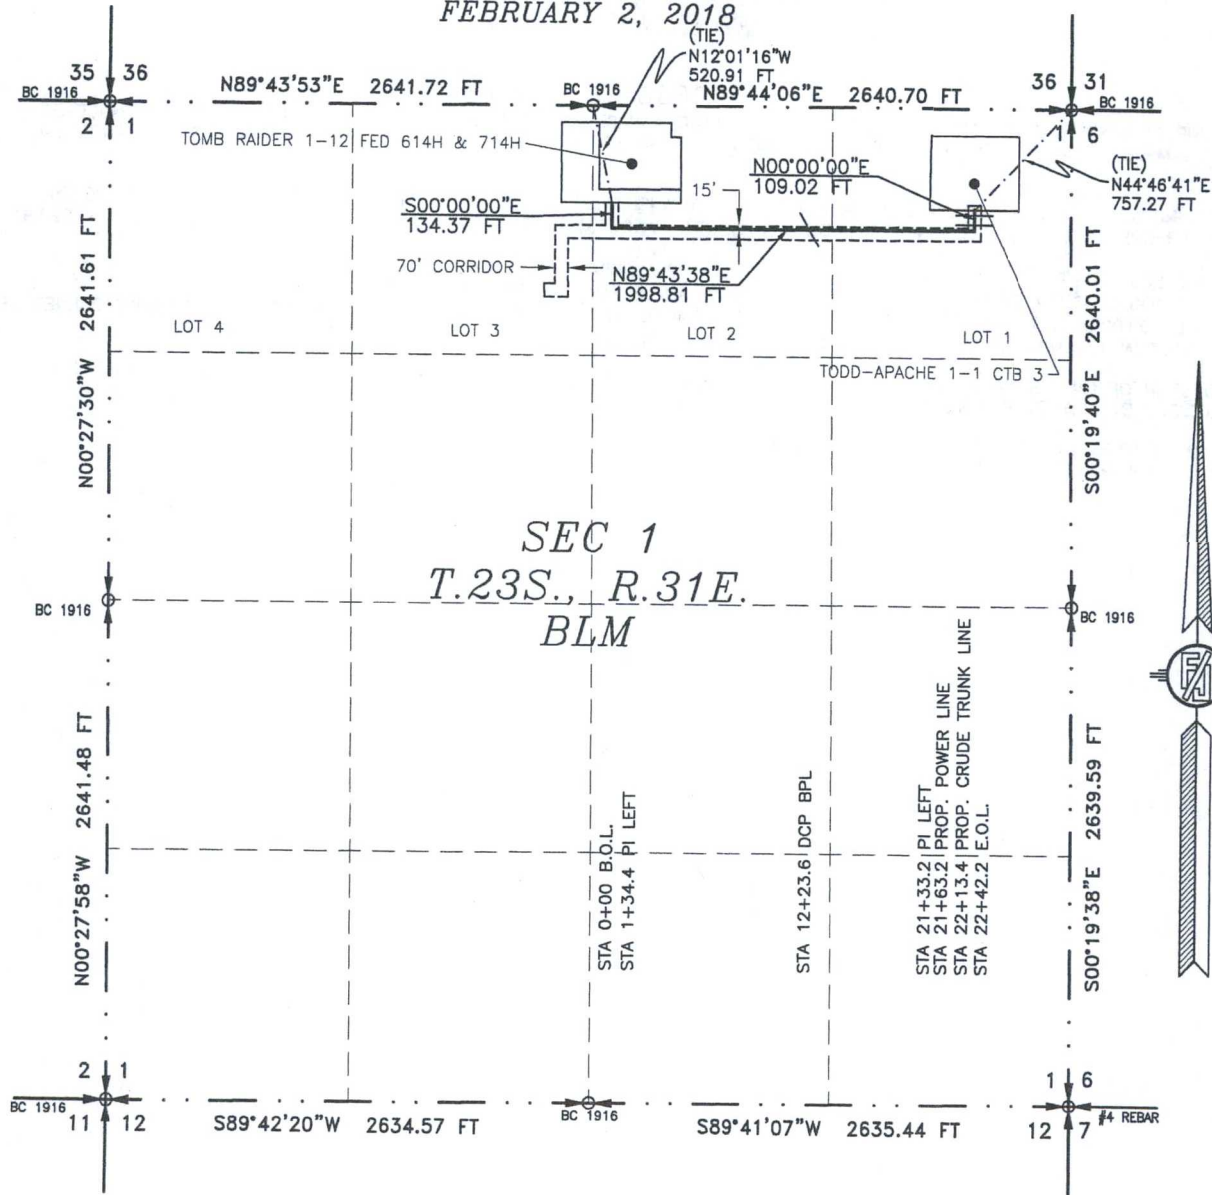 FEBRUARY 2, 2018
(TIE)
N12°01'16"W
520.91 FT
35 36
BC 1916
N89°43'53"E 2641.72 FT
BC 1916
N89°44'06"E 2640.70 FT
36 31
BC 1916
2 1
1 6
TOMB RAIDER 1-12 FED 614H & 714H
(TIE)
N44°46'41"E
757.27 FT
N00°00'00"E
109.02 FT
15'
S00°00'00"E
134.37 FT
70' CORRIDOR
N89°43'38"E
1998.81 FT
N00°27'30"W 2641.61 FT
S00°19'40"E 2640.01 FT
LOT 4
LOT 3
LOT 2
LOT 1
TODD-APACHE 1-1 CTB 3
SEC 1
T.23S., R.31E.
BLM
BC 1916
BC 1916
N00°27'58"W 2641.48 FT
STA 0+00 B.O.L.
STA 1+34.4 PI LEFT
STA 12+23.6 DCP BPL
STA 21+33.2 PI LEFT
STA 21+63.2 PROP. POWER LINE
STA 22+13.4 PROP. CRUDE TRUNK LINE
STA 22+42.2 E.O.L.
S00°19'38"E 2639.59 FT
2 1
BC 1916
11 12
S89°42'20"W 2634.57 FT
BC 1916
S89°41'07"W 2635.44 FT
1 6
12 7
#4 REBAR